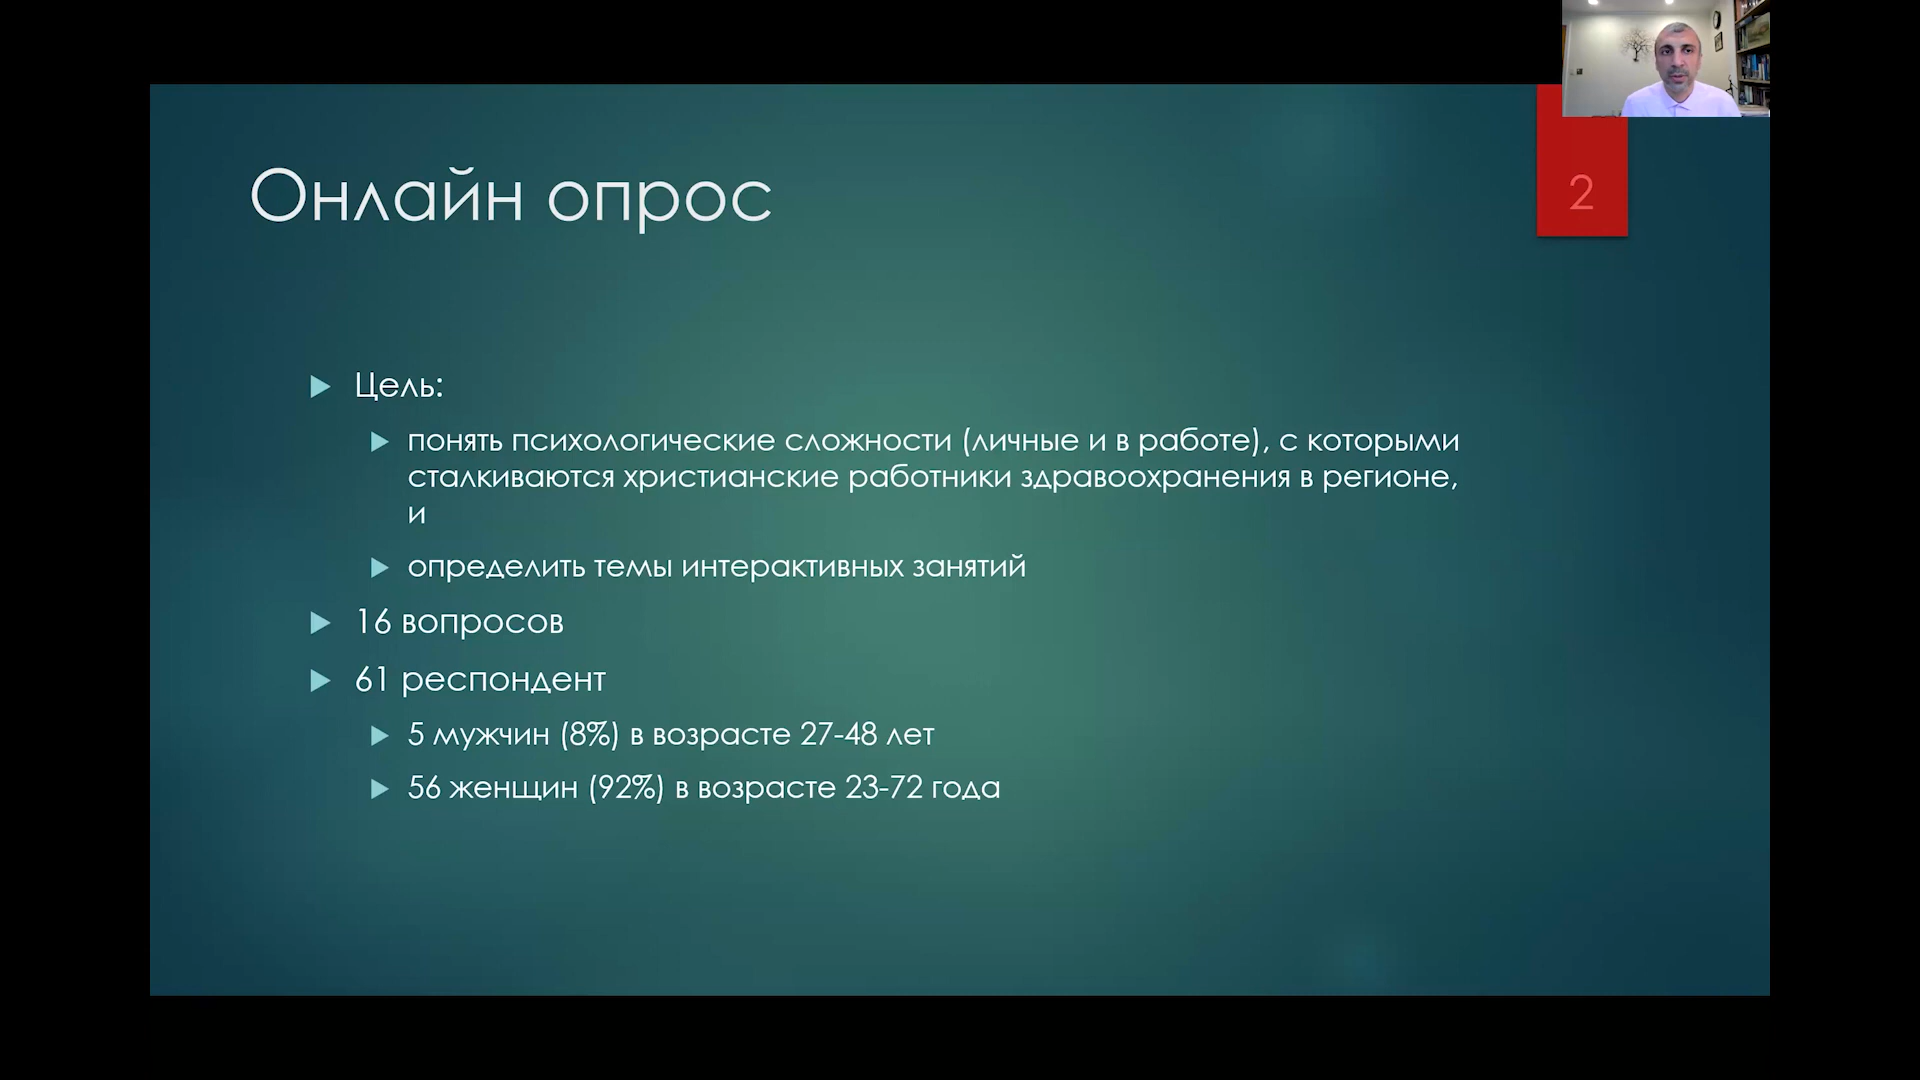 Онлайн опрос
2
Цель:
понять психологические сложности (личные и в работе), с которыми
сталкиваются христианские работники здравоохранения в регионе,
и
определить темы интерактивных занятий
16 вопросов
61 респондент
5 мужчин (8%) в возрасте 27-48 лет
56 женщин (92%) в возрасте 23-72 года